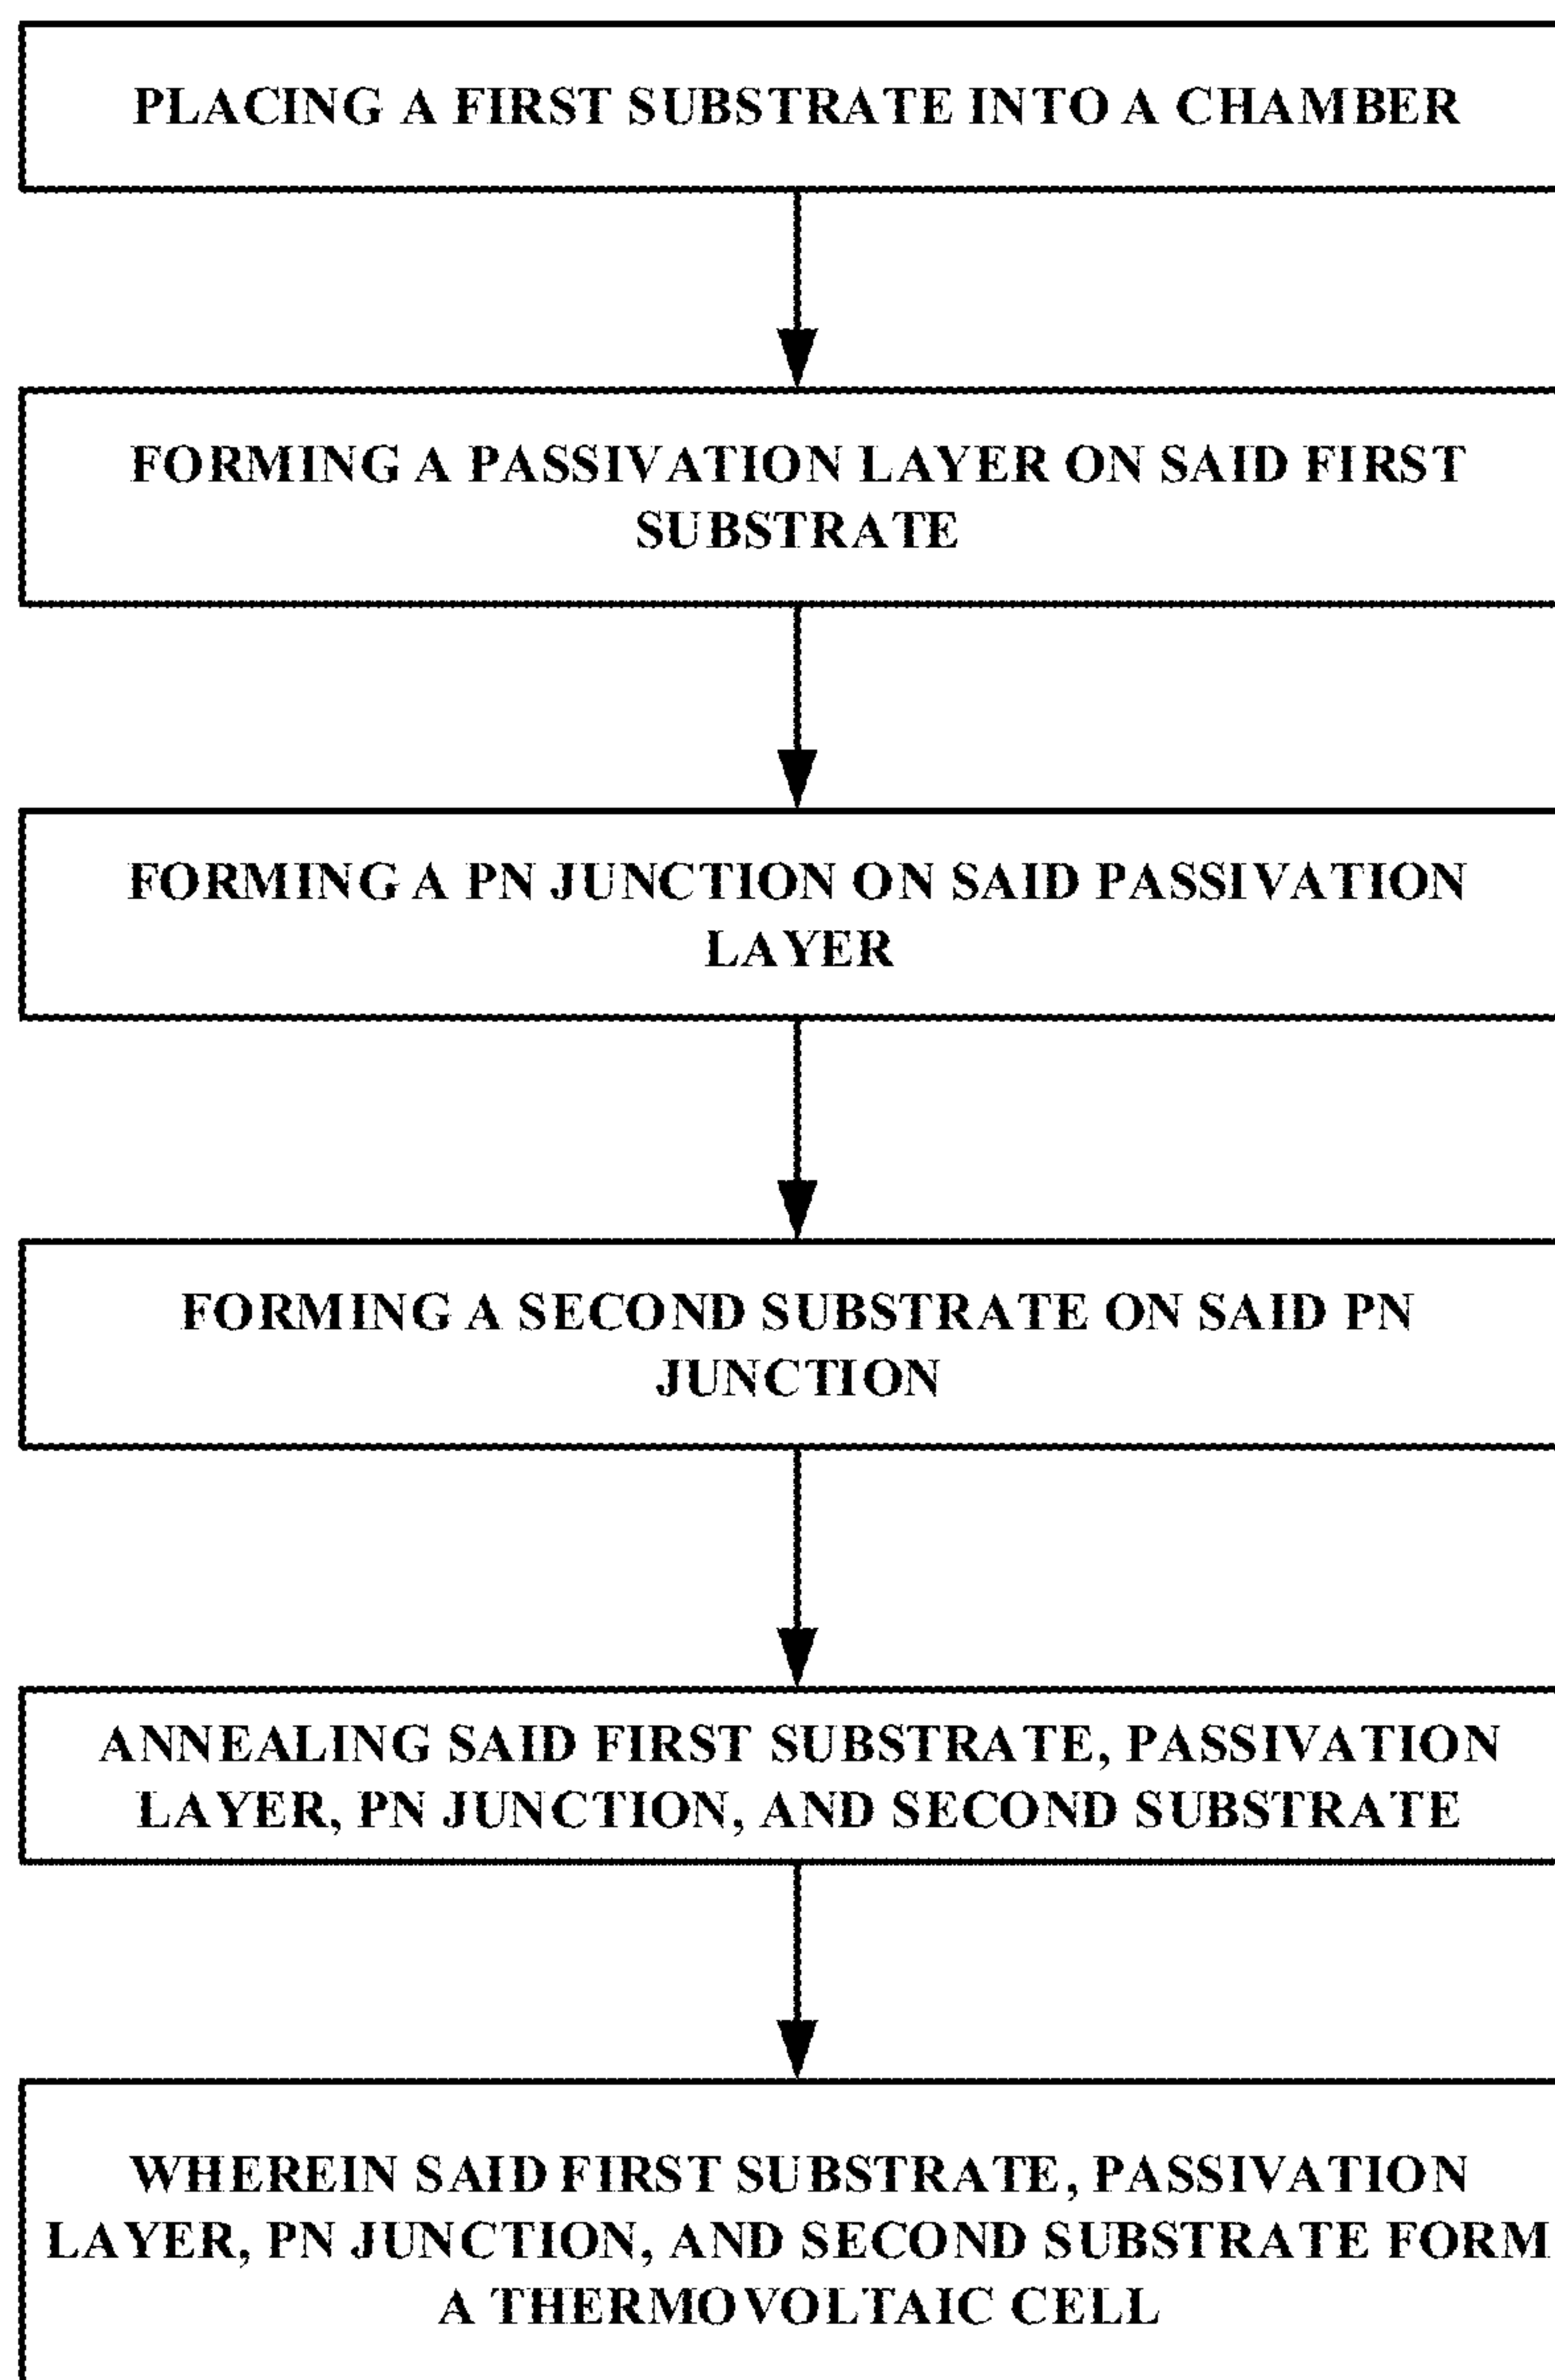 PLACING A FIRST SUBSTRATE INTO A CHAMBER
FORMING A PASSIVATION LAYER ON SAID FIRST
SUBSTRATE
FORMING A PN JUNCTION ON SAID PASSIVATION
LAYER
FORMING A SECOND SUBSTRATE ON SAID PN
JUNCTION
ANNEALING SAID FIRST SUBSTRATE, PASSIVATION
LAYER, PN JUNCTION, AND SECOND SUBSTRATE
WHEREIN SAID FIRST SUBSTRATE, PASSIVATION
LAYER, PN JUNCTION, AND SECOND SUBSTRATE FORM
A THERMOVOLTAIC CELL